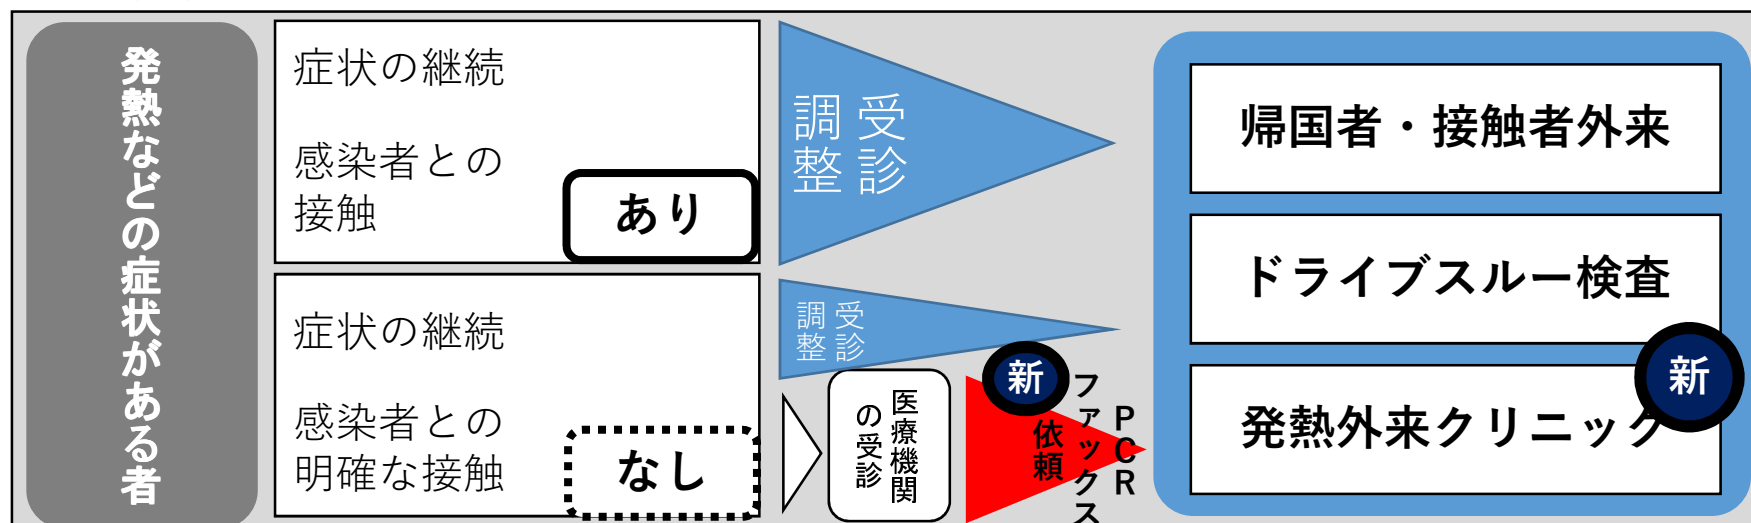 発熱などの症状がある者
症状の継続
感染者との
接触
あり
受診
調整
帰国者・接触者外来
ドライブスルー検査
発熱外来クリニック
新
症状の継続
感染者との
明確な接触
なし
受診
調整
医療機関
の受診
新
PCR
ファックス
依頼